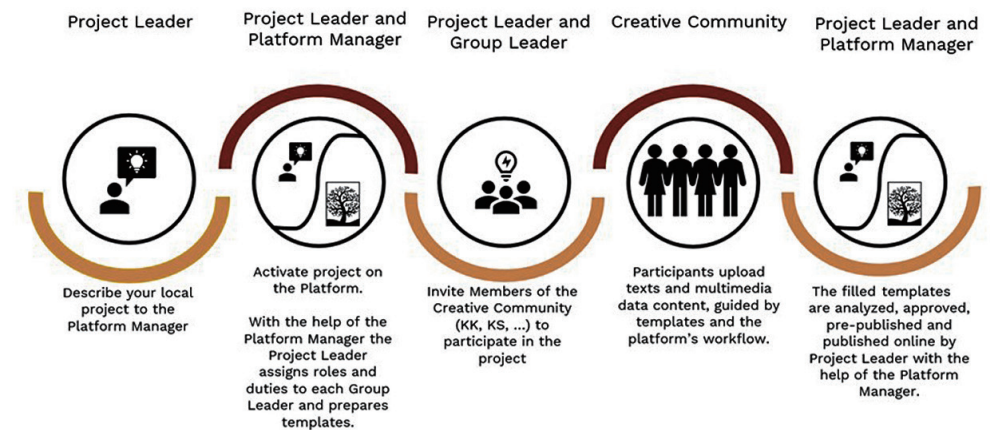 Project Leader
Describe your local
project to the
Platform Manager
Project Leader and
Platform Manager
Activate project on
the Platform.
With the help of the
Platform Manager the
Project Leader
assigns roles and
duties to each Group
Leader and prepares
templates.
Project Leader and
Group Leader
Invite Members of the
Creative Community
(KK, KS, ...) to
participate in the
project
Creative Community
Participants upload
texts and multimedia
data content, guided by
templates and the
platform's workflow.
Project Leader and
Platform Manager
The filled templates
are analyzed, approved,
pre-published and
published online by
Project Leader with the
help of the Platform
Manager.